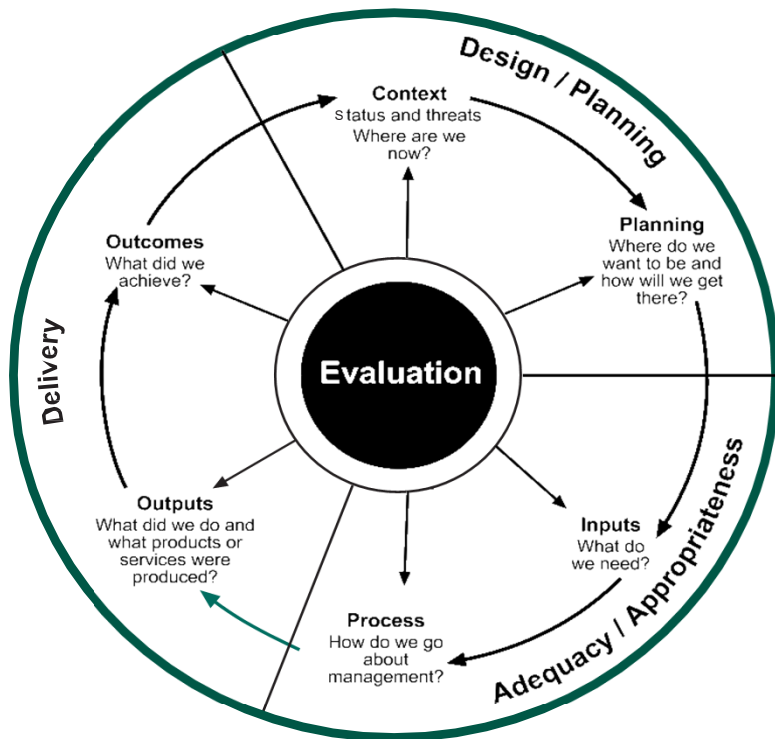 Design / Planning
Context
status and threats
Where are we
now?
Planning
Where do we
want to be and
how will we get
there?
Outcomes
What did we
achieve?
Delivery
Evaluation
Outputs
What did we do and
what products or
services were
produced?
Inputs
What do
we need?
Process
How do we go
about
management?
Adequacy / Appropriateness